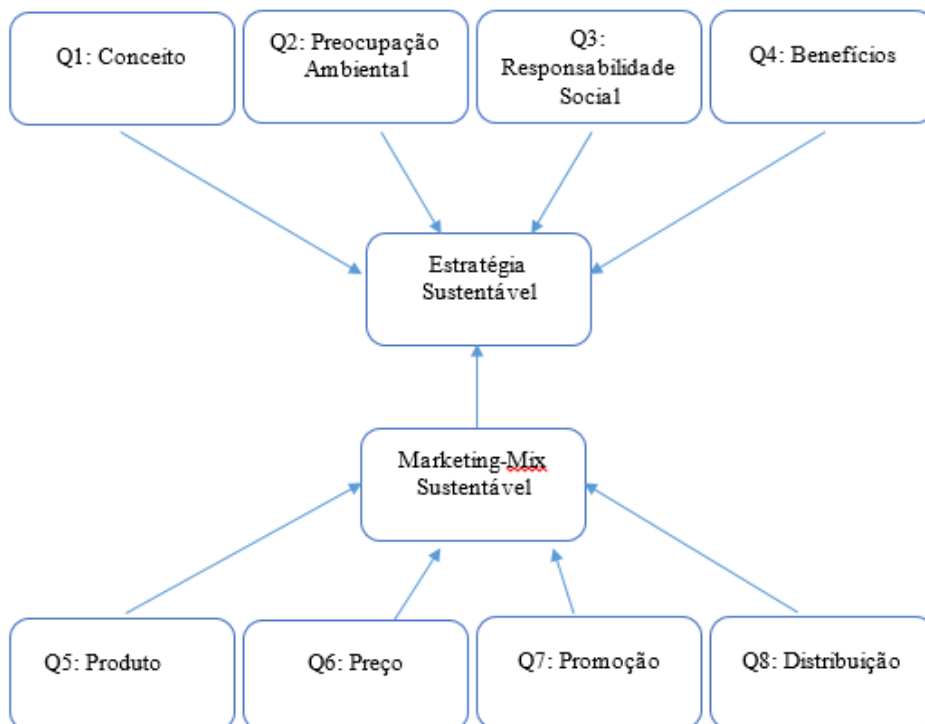 Q1: Conceito
Q2: Preocupação
Ambiental
Q3:
Responsabilidade
Social
Q4: Benefícios
Estratégia
Sustentável
Marketing-Mix
Sustentável
Q5: Produto
Q6: Preço
Q7: Promoção
Q8: Distribuição